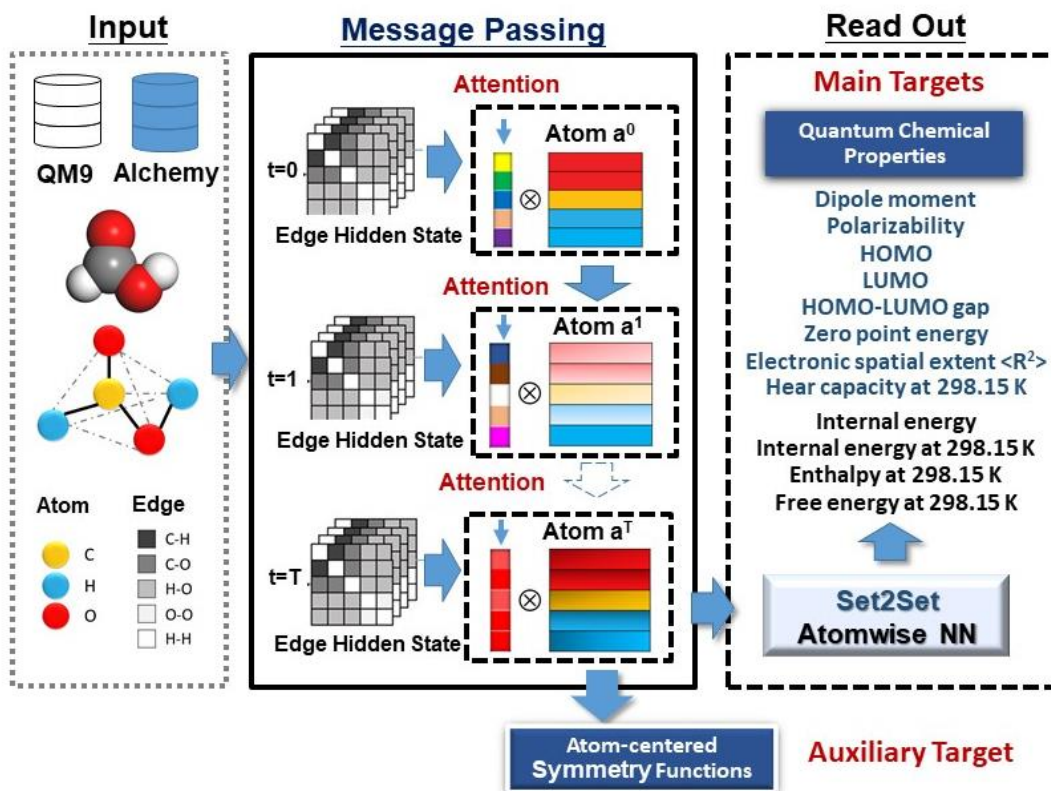 Input
QM9 Alchemy
Atom Edge
C
H
O
C-H
C-O
H-O
O-O
H-H
Message Passing
Attention
Atom a⁰
t=0
⊗
Edge Hidden State
Attention
Atom a¹
t=1
⊗
Edge Hidden State
Attention
Atom aᵀ
t=T
⊗
Edge Hidden State
Read Out
Main Targets
Quantum Chemical
Properties
Dipole moment
Polarizability
HOMO
LUMO
HOMO-LUMO gap
Zero point energy
Electronic spatial extent <R²>
Hear capacity at 298.15 K
Internal energy
Internal energy at 298.15 K
Enthalpy at 298.15 K
Free energy at 298.15 K
Set2Set
Atomwise NN
Atom-centered
Symmetry Functions
Auxiliary Target